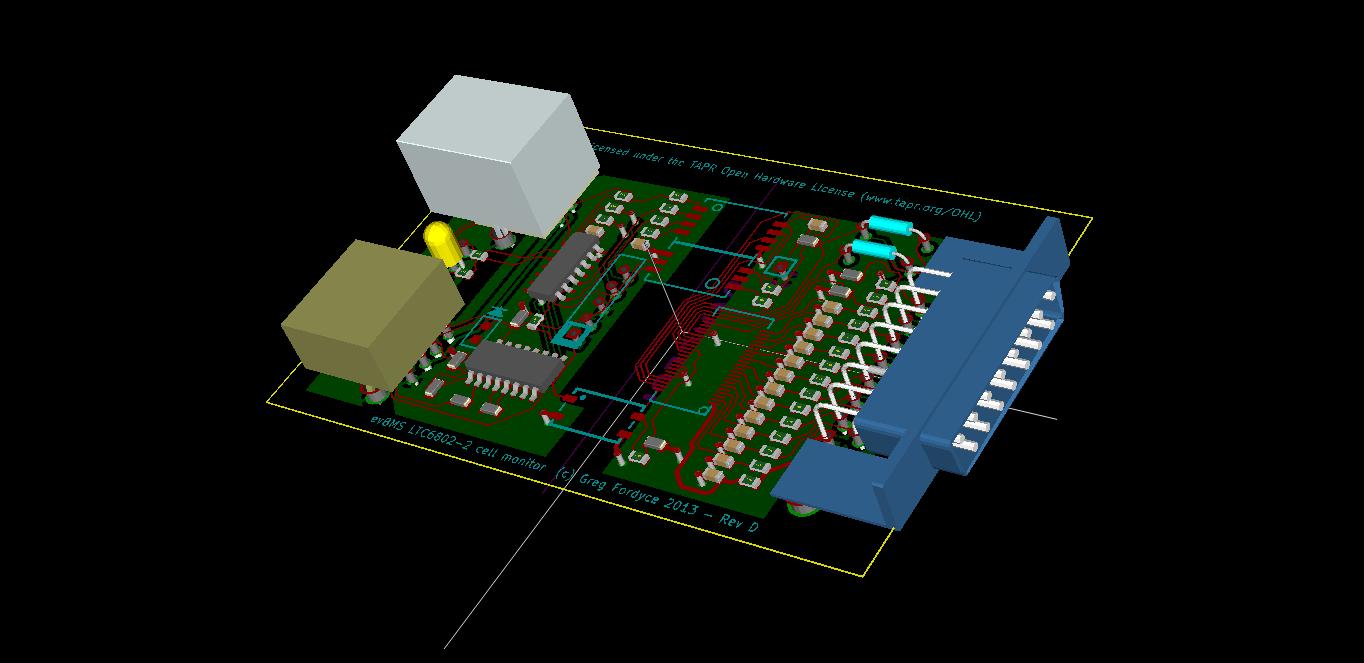 icensed under the TAPR Open Hardware License (www.tapr.org/OHL)
evBMS LTC6802-2 cell monitor (c) Greg Fordyce 2013 - Rev D